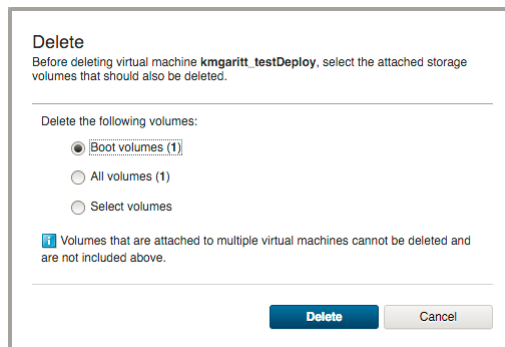 Delete
Before deleting virtual machine kmgaritt_testDeploy, select the attached storage
volumes that should also be deleted.
Delete the following volumes:
Boot volumes (1)
All volumes (1)
Select volumes
i Volumes that are attached to multiple virtual machines cannot be deleted and
are not included above.
Delete Cancel